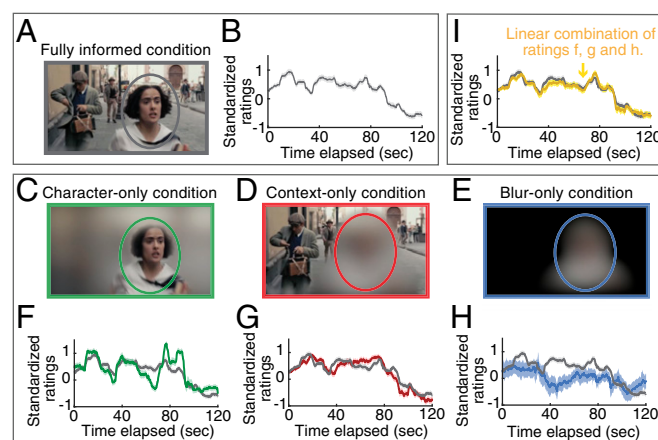 A
Fully informed condition
B
Standardized
ratings
1
0
-1
0
40
80
120
Time elapsed (sec)
I
Linear combination of
ratings f, g and h.
Standardized
ratings
1
0
-1
0
40
80
120
Time elapsed (sec)
C
Character-only condition
D
Context-only condition
E
Blur-only condition
F
Standardized
ratings
1
0
-1
0
40
80
120
Time elapsed (sec)
G
Standardized
ratings
1
0
-1
0
40
80
120
Time elapsed (sec)
H
Standardized
ratings
1
0
-1
0
40
80
120
Time elapsed (sec)